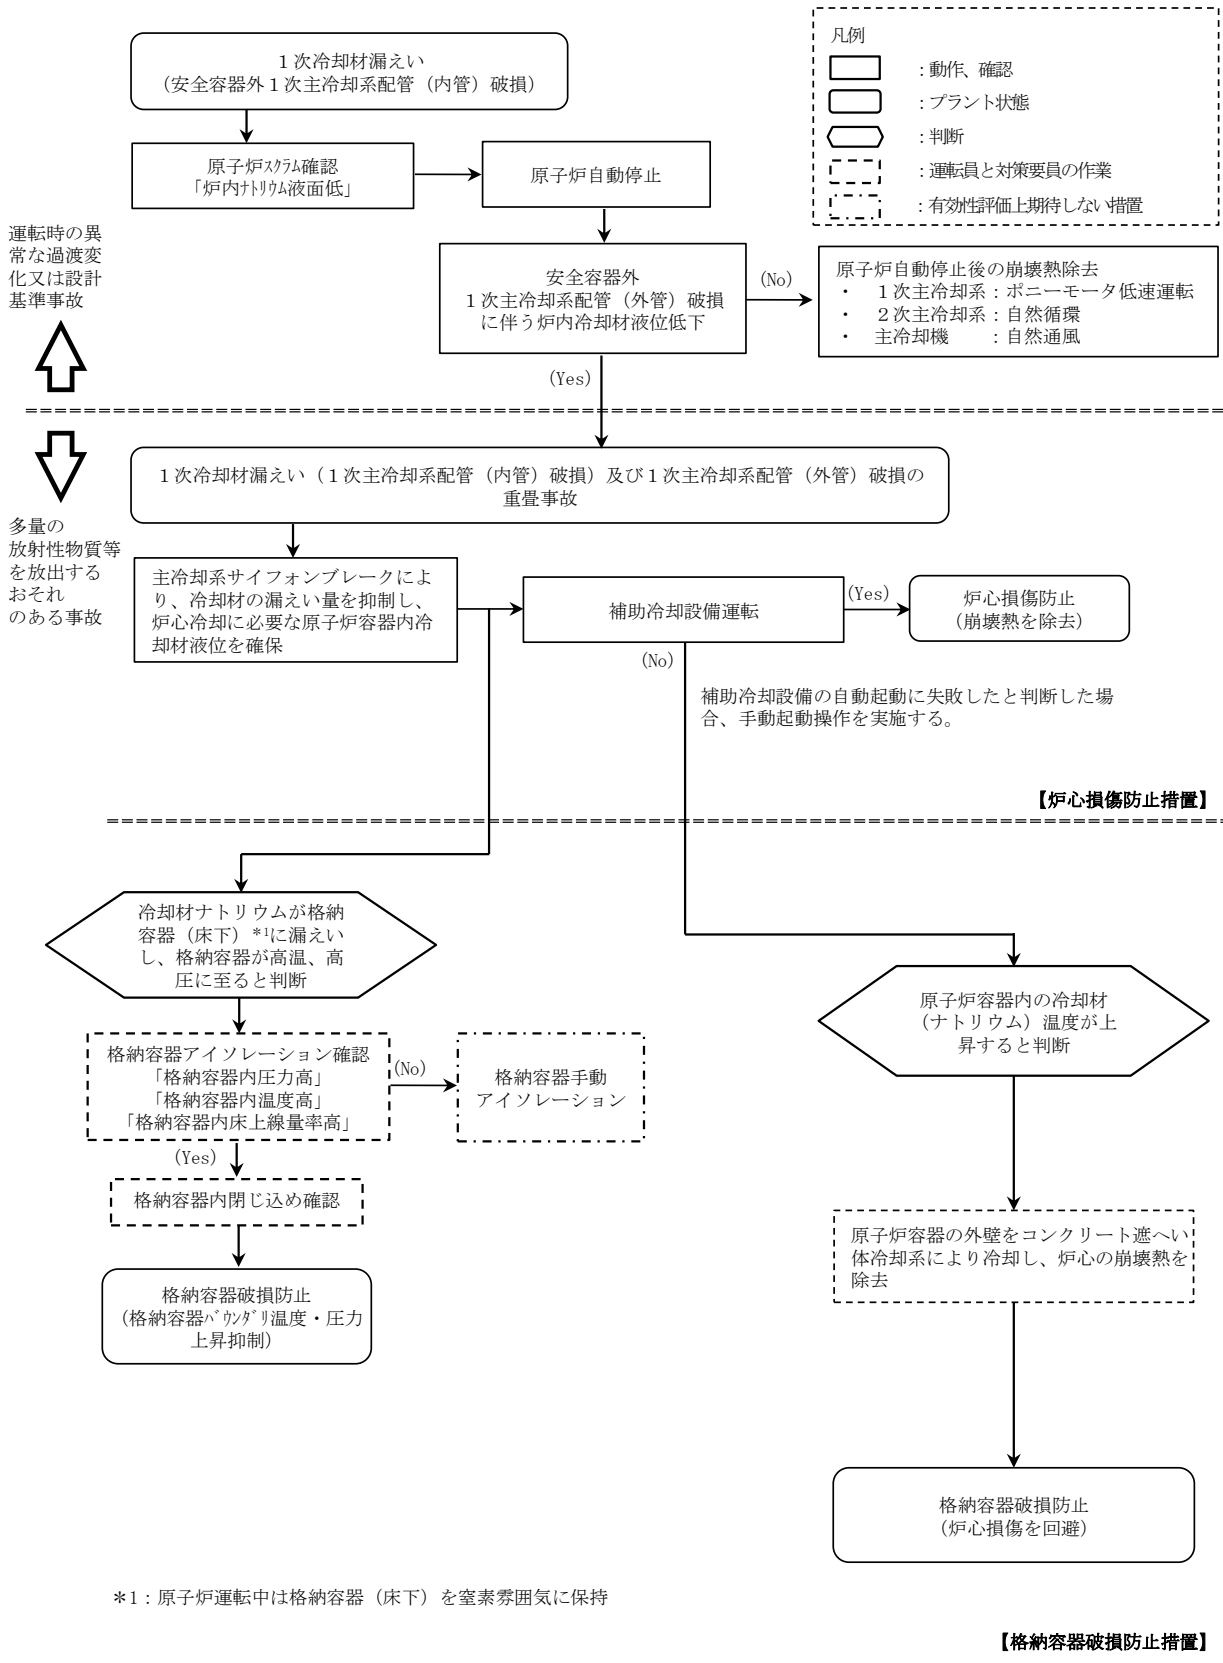 凡例
：動作、確認
：プラント状態
：判断
：運転員と対策要員の作業
：有効性評価上期待しない措置
１次冷却材漏えい
（安全容器外１次主冷却系配管（内管）破損）
原子炉ｽｸﾗﾑ確認
「炉内ﾅﾄﾘｳﾑ液面低」
原子炉自動停止
運転時の異
常な過渡変
化又は設計
基準事故
安全容器外
１次主冷却系配管（外管）破損
に伴う炉内冷却材液位低下
(No)
原子炉自動停止後の崩壊熱除去
・　１次主冷却系：ポニーモータ低速運転
・　２次主冷却系：自然循環
・　主冷却機　　：自然通風
(Yes)
１次冷却材漏えい（１次主冷却系配管（内管）破損）及び１次主冷却系配管（外管）破損の
重畳事故
多量の
放射性物質等
を放出する
おそれ
のある事故
主冷却系サイフォンブレークによ
り、冷却材の漏えい量を抑制し、
炉心冷却に必要な原子炉容器内冷
却材液位を確保
補助冷却設備運転
(Yes)
炉心損傷防止
（崩壊熱を除去）
(No)
補助冷却設備の自動起動に失敗したと判断した場
合、手動起動操作を実施する。
【炉心損傷防止措置】
冷却材ナトリウムが格納
容器（床下）*1に漏えい
し、格納容器が高温、高
圧に至ると判断
原子炉容器内の冷却材
（ナトリウム）温度が上
昇すると判断
格納容器アイソレーション確認
「格納容器内圧力高」
「格納容器内温度高」
「格納容器内床上線量率高」
(No)
格納容器手動
アイソレーション
(Yes)
格納容器内閉じ込め確認
原子炉容器の外壁をコンクリート遮へい
体冷却系により冷却し、炉心の崩壊熱を
除去
格納容器破損防止
（格納容器ﾊﾞｳﾝﾀﾞﾘ温度・圧力
上昇抑制）
格納容器破損防止
（炉心損傷を回避）
＊1：原子炉運転中は格納容器（床下）を窒素雰囲気に保持
【格納容器破損防止措置】